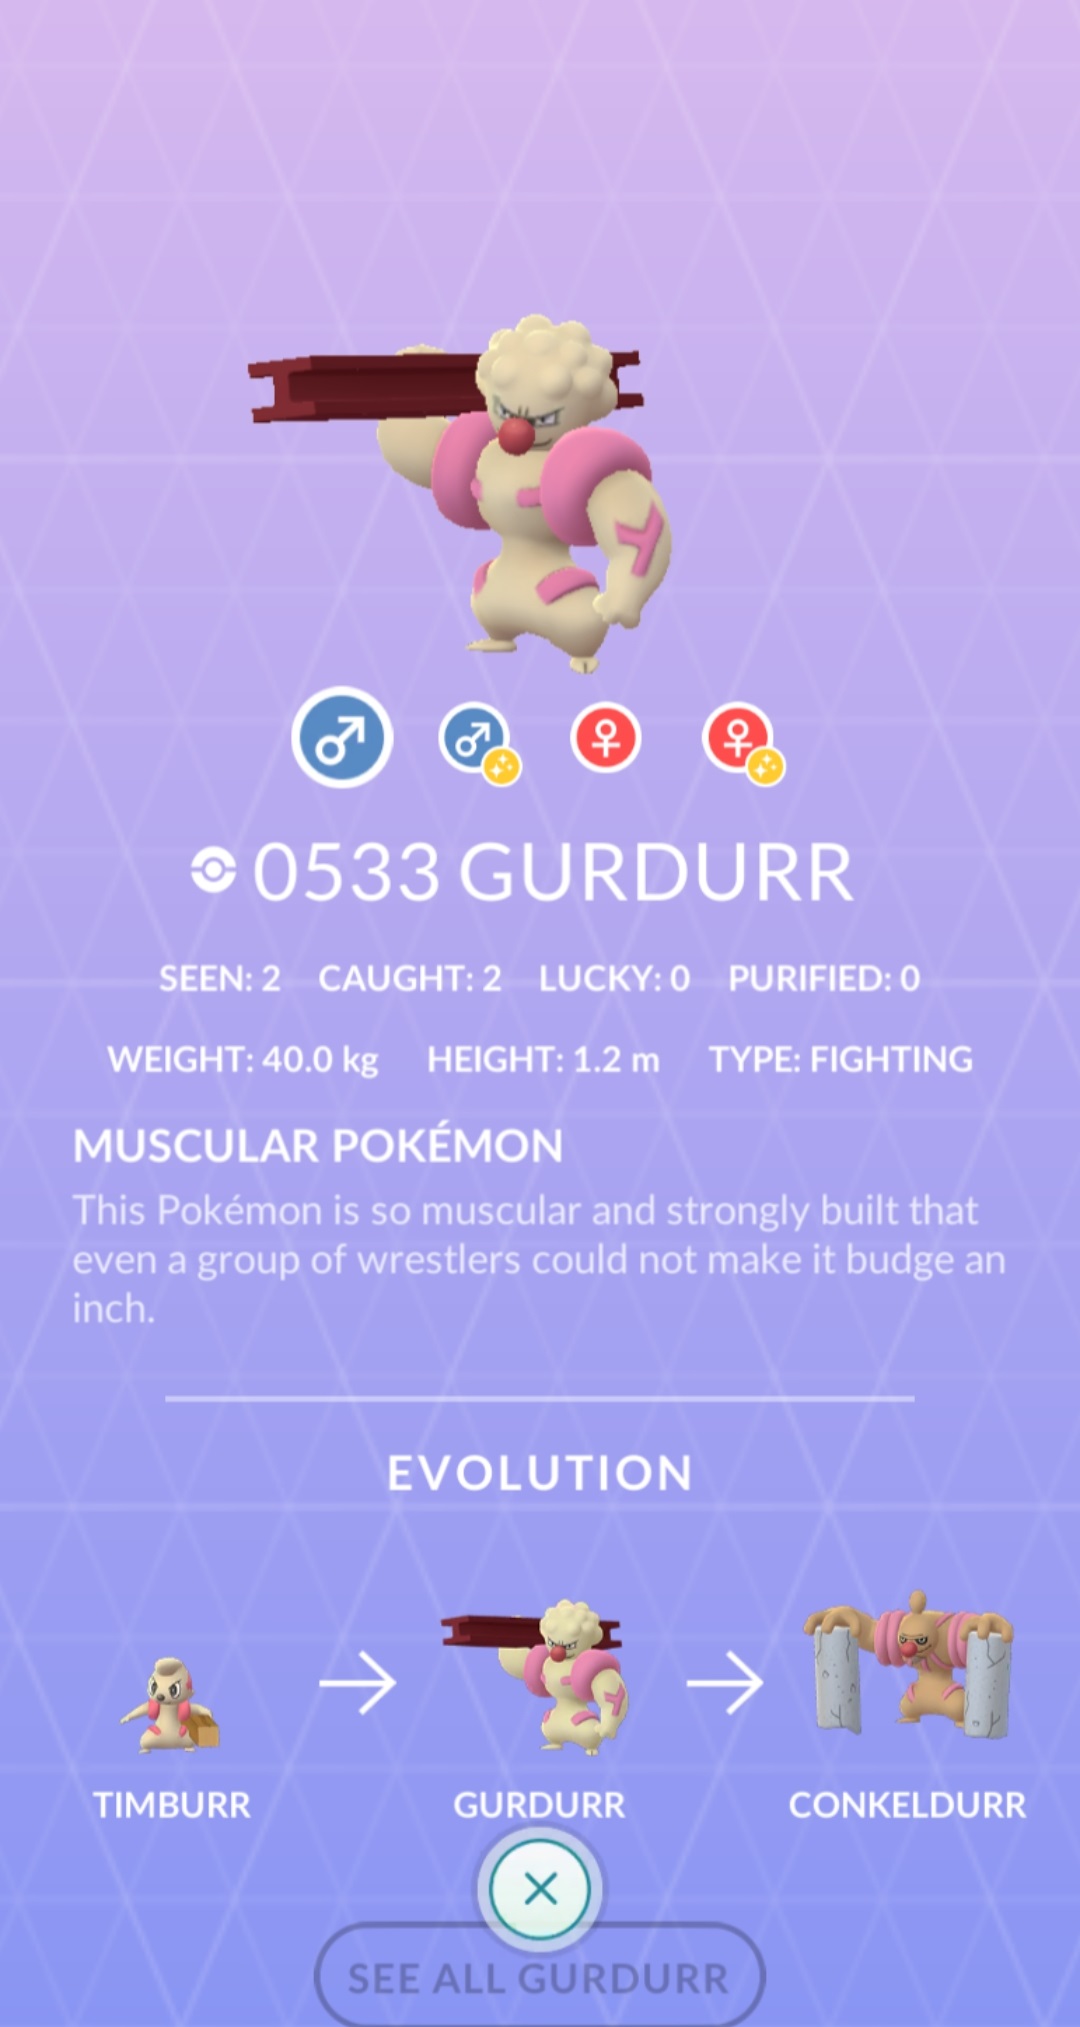 0533 GURDURR
SEEN: 2 CAUGHT: 2 LUCKY: 0 PURIFIED: 0
WEIGHT: 40.0 kg HEIGHT: 1.2 m TYPE: FIGHTING
MUSCULAR POKÉMON
This Pokémon is so muscular and strongly built that
even a group of wrestlers could not make it budge an
inch.
EVOLUTION
TIMBURR GURDURR CONKELDURR
SEE ALL GURDURR